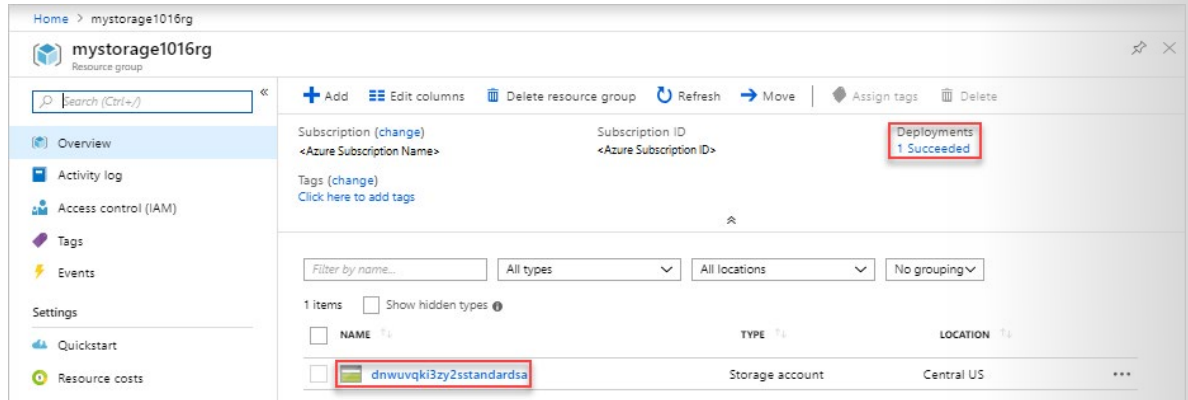 Home > mystorage1016rg
mystorage1016rg
Resource group
Search (Ctrl+/)
Overview
Activity log
Access control (IAM)
Tags
Events
Settings
Quickstart
Resource costs
Add Edit columns Delete resource group Refresh Move Assign tags Delete
Subscription (change) Subscription ID Deployments
<Azure Subscription Name> <Azure Subscription ID> 1 Succeeded
Tags (change)
Click here to add tags
Filter by name... All types All locations No grouping
1 items Show hidden types
NAME TYPE LOCATION
dnwuvqki3zy2sstandardsa Storage account Central US